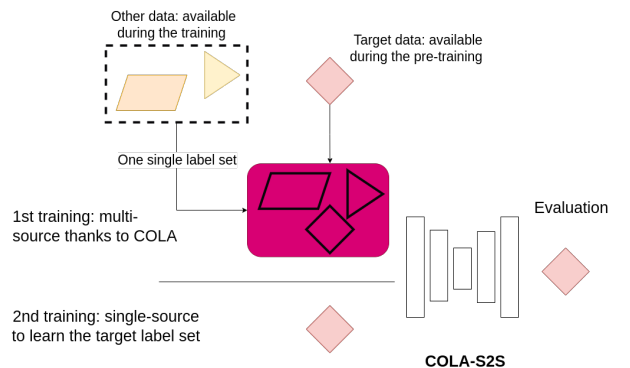 Other data: available
during the training
Target data: available
during the pre-training
One single label set
1st training: multi-
source thanks to COLA
Evaluation
2nd training: single-source
to learn the target label set
COLA-S2S